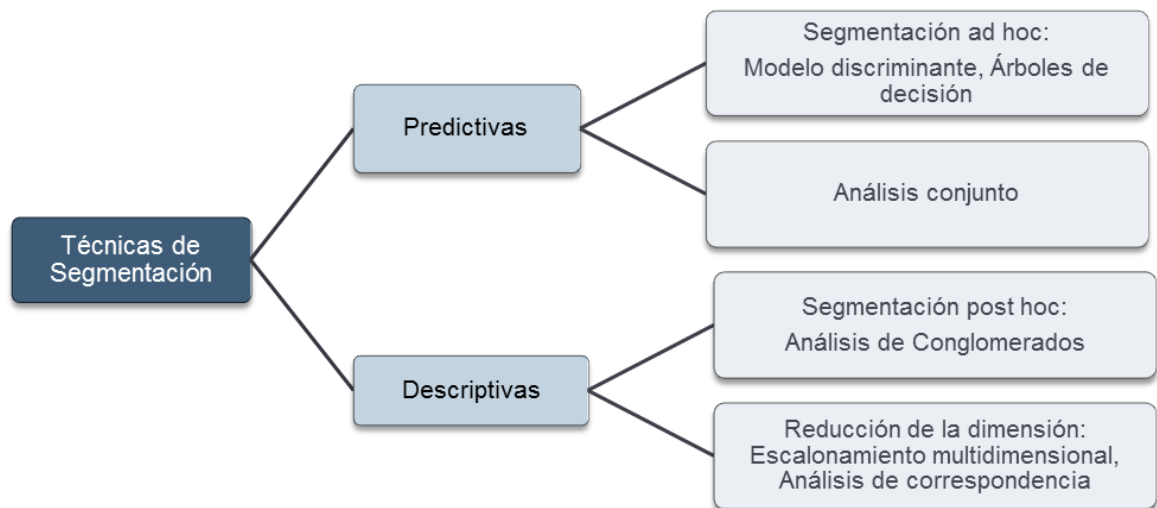 Segmentación ad hoc:
Modelo discriminante, Árboles de
decisión
Predictivas
Análisis conjunto
Técnicas de
Segmentación
Segmentación post hoc:
Análisis de Conglomerados
Descriptivas
Reducción de la dimensión:
Escalonamiento multidimensional,
Análisis de correspondencia